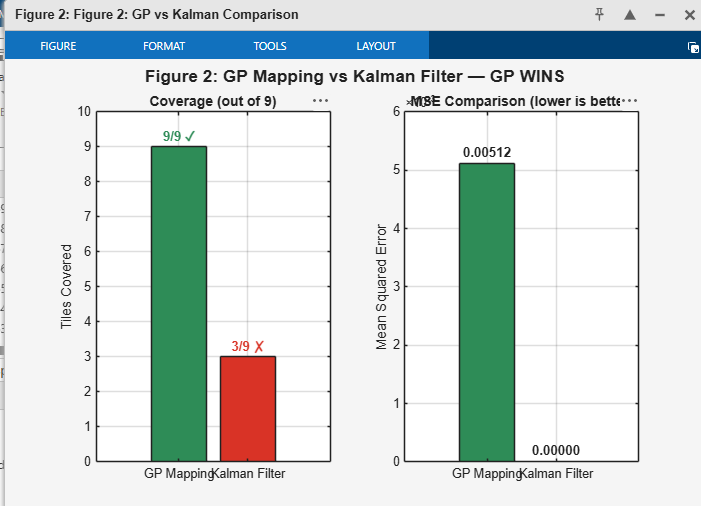 Figure 2: Figure 2: GP vs Kalman Comparison
FIGURE FORMAT TOOLS LAYOUT
Figure 2: GP Mapping vs Kalman Filter — GP WINS
Coverage (out of 9)
Tiles Covered
10
9
8
7
6
5
4
3
2
1
0
9/9 ✓
3/9 ✗
GP Mapping
Kalman Filter
MSE Comparison (lower is bette
Mean Squared Error
6
5
4
3
2
1
0
0.00512
0.00000
GP Mapping
Kalman Filter